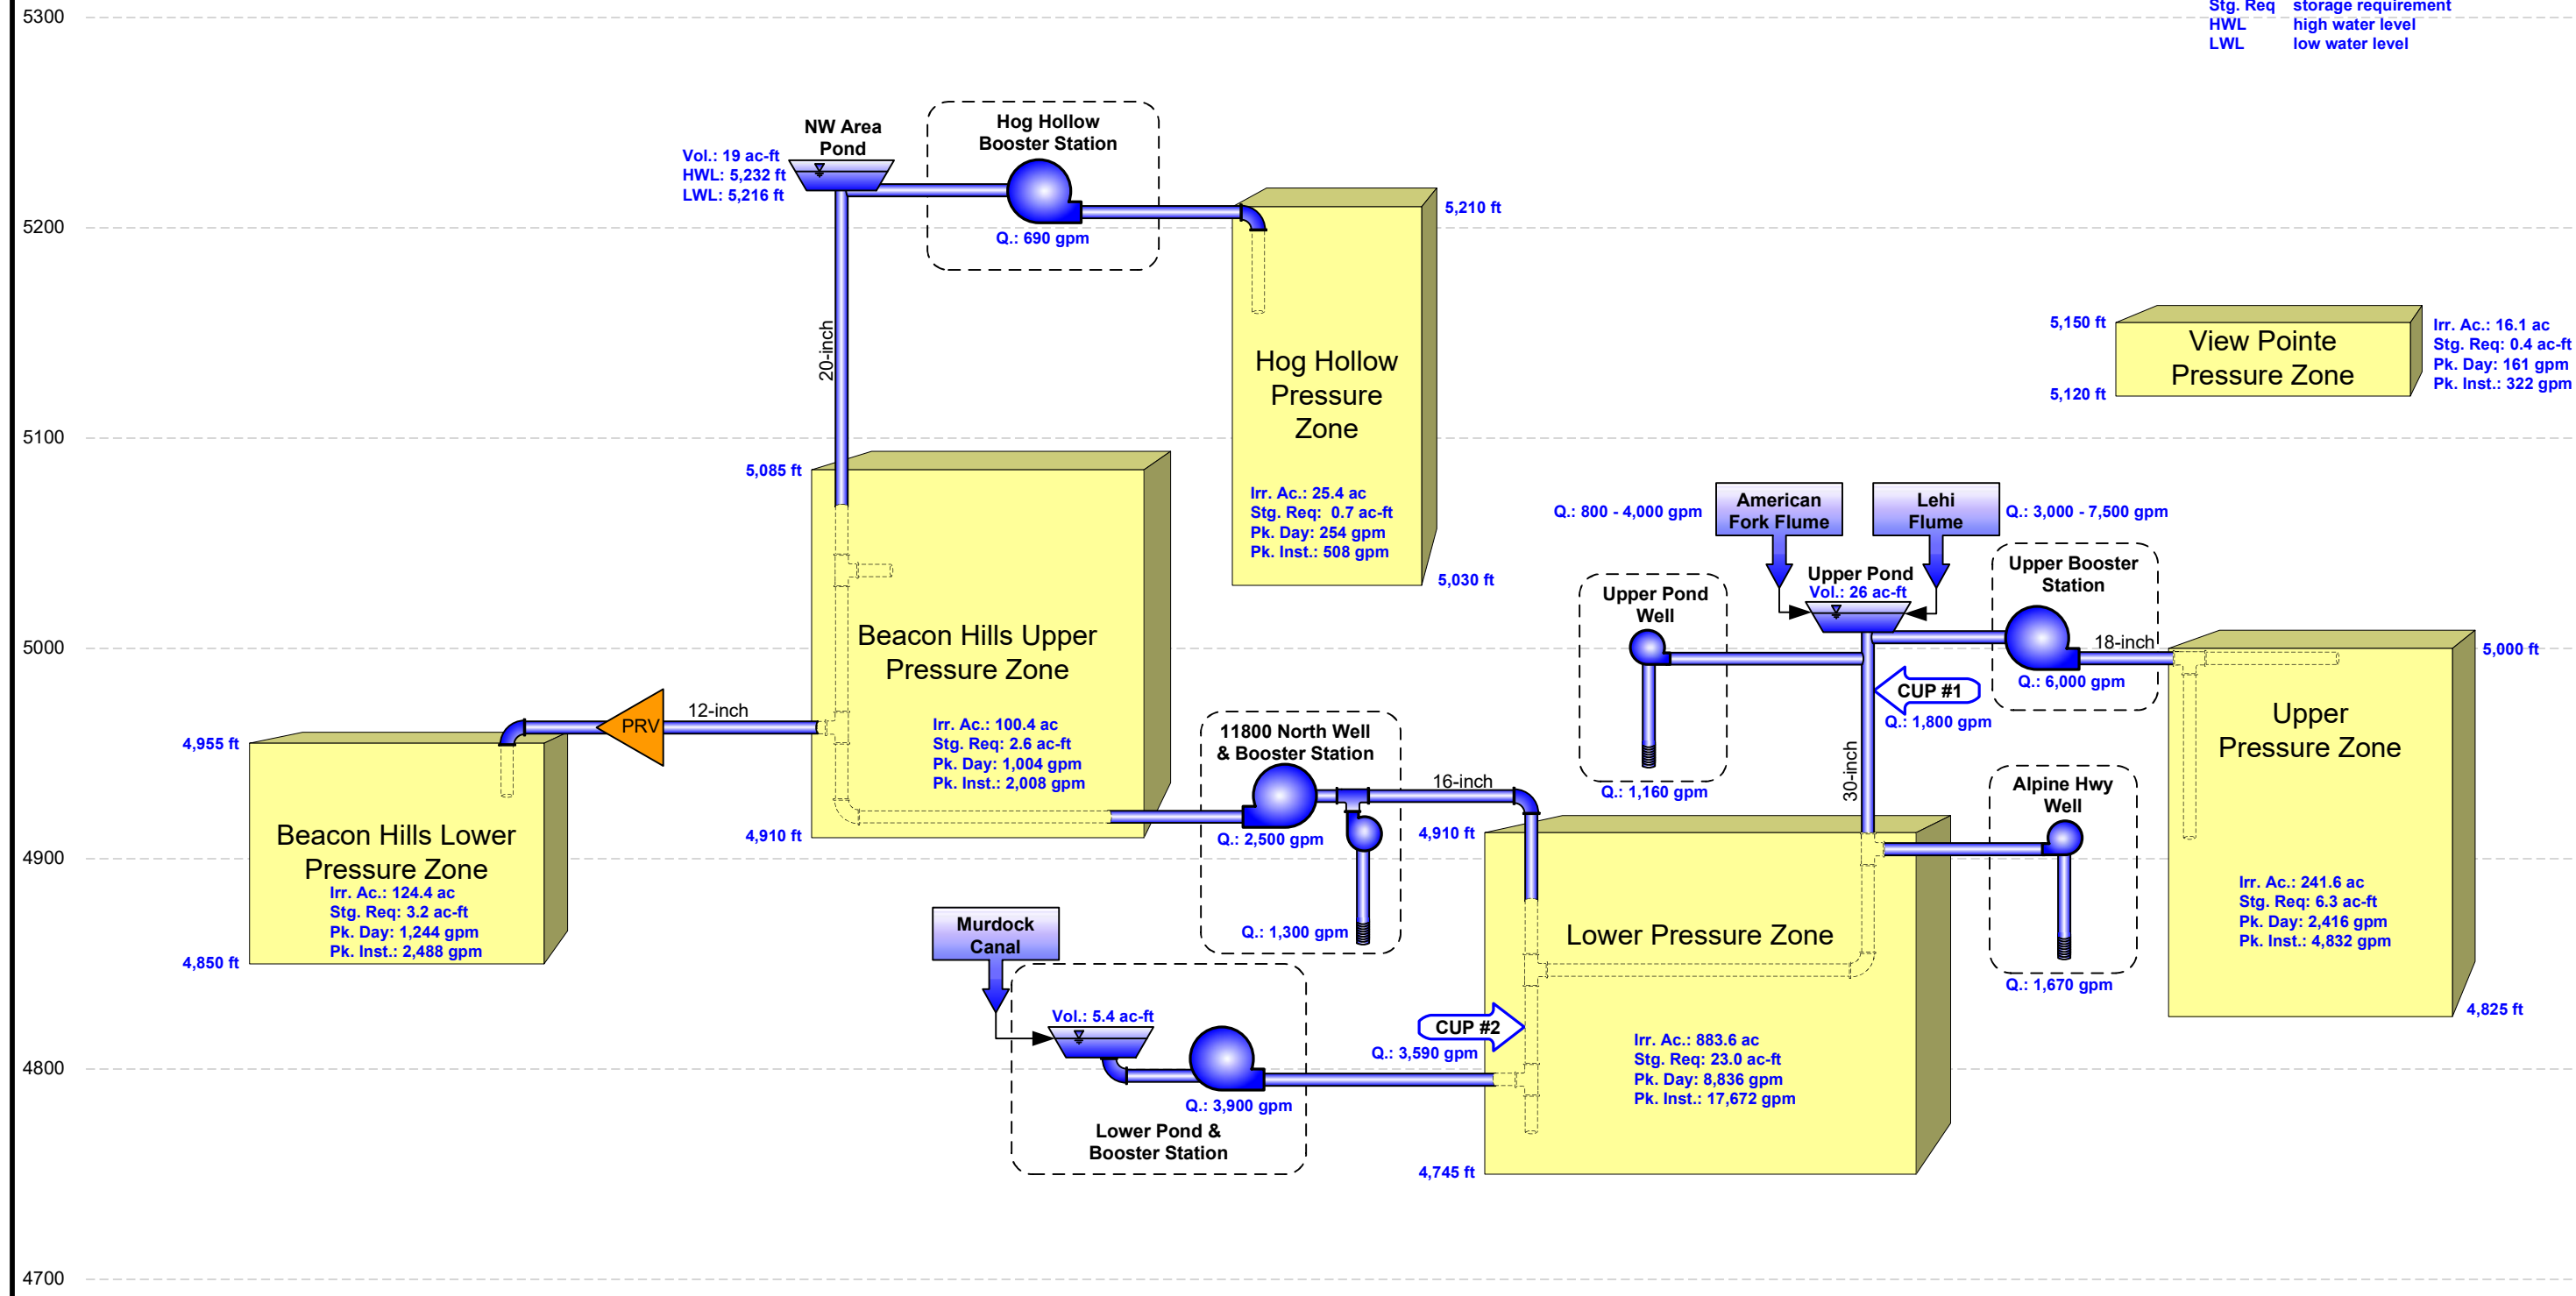 5300
Stg. Req storage requirement
HWL high water level
LWL low water level
NW Area
Pond
Vol.: 19 ac-ft
HWL: 5,232 ft
LWL: 5,216 ft
Hog Hollow
Booster Station
Q.: 690 gpm
5200
5,210 ft
20-inch
Hog Hollow
Pressure
Zone
Irr. Ac.: 25.4 ac
Stg. Req: 0.7 ac-ft
Pk. Day: 254 gpm
Pk. Inst.: 508 gpm
5,030 ft
5,150 ft
View Pointe
Pressure Zone
5,120 ft
Irr. Ac.: 16.1 ac
Stg. Req: 0.4 ac-ft
Pk. Day: 161 gpm
Pk. Inst.: 322 gpm
5100
5,085 ft
Beacon Hills Upper
Pressure Zone
Irr. Ac.: 100.4 ac
Stg. Req: 2.6 ac-ft
Pk. Day: 1,004 gpm
Pk. Inst.: 2,008 gpm
4,910 ft
Q.: 800 - 4,000 gpm
American
Fork Flume
Lehi
Flume
Q.: 3,000 - 7,500 gpm
Upper Pond
Vol.: 26 ac-ft
Upper Pond
Well
Q.: 1,160 gpm
Upper Booster
Station
Q.: 6,000 gpm
18-inch
CUP #1
Q.: 1,800 gpm
30-inch
5000
5,000 ft
Upper
Pressure Zone
Irr. Ac.: 241.6 ac
Stg. Req: 6.3 ac-ft
Pk. Day: 2,416 gpm
Pk. Inst.: 4,832 gpm
4,825 ft
PRV
12-inch
4,955 ft
Beacon Hills Lower
Pressure Zone
Irr. Ac.: 124.4 ac
Stg. Req: 3.2 ac-ft
Pk. Day: 1,244 gpm
Pk. Inst.: 2,488 gpm
4,850 ft
11800 North Well
& Booster Station
Q.: 2,500 gpm
Q.: 1,300 gpm
16-inch
Alpine Hwy
Well
Q.: 1,670 gpm
4900
4,910 ft
Lower Pressure Zone
Irr. Ac.: 883.6 ac
Stg. Req: 23.0 ac-ft
Pk. Day: 8,836 gpm
Pk. Inst.: 17,672 gpm
4,745 ft
Murdock
Canal
Vol.: 5.4 ac-ft
CUP #2
Q.: 3,590 gpm
Q.: 3,900 gpm
Lower Pond &
Booster Station
4800
4700